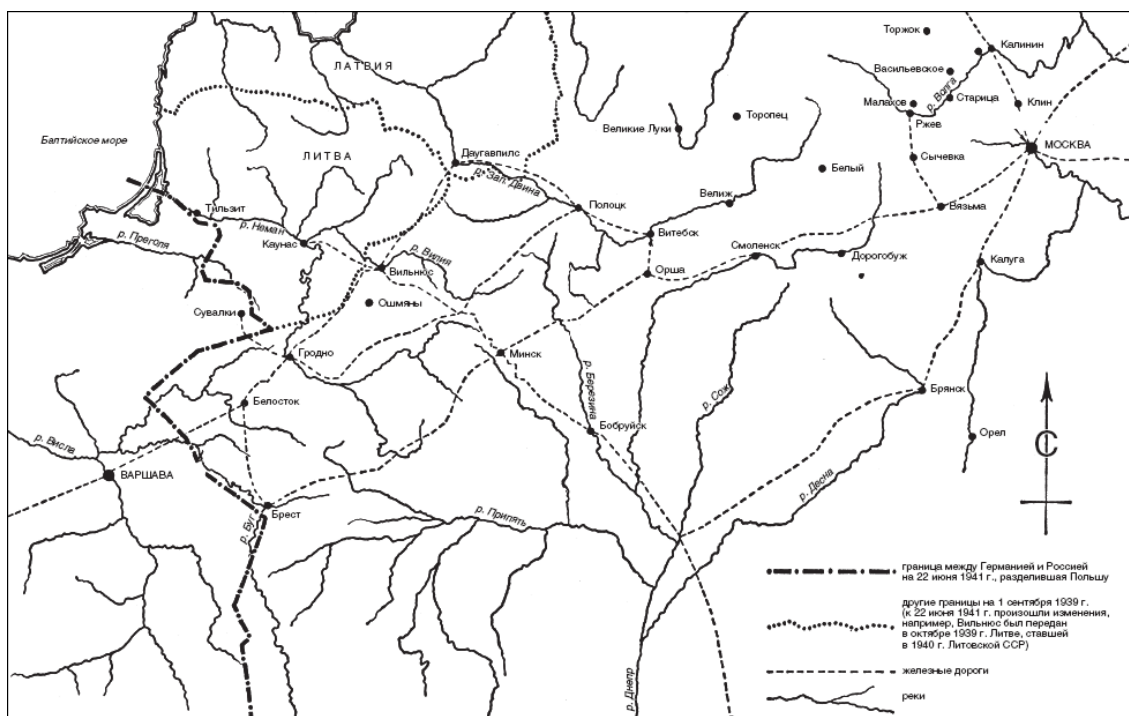 Торжок
Калинин
ЛАТВИЯ
Васильевское
р. Волга
Малахов
Старица
Клин
Ржев
Торопец
Великие Луки
МОСКВА
Балтийское море
ЛИТВА
Даугавпилс
Сычевка
Белый
р. Зап. Двина
Велиж
Полоцк
Вязьма
Тильзит
р. Неман
Витебск
р. Преголя
Каунас
Смоленск
р. Вилия
Вильнюс
Орша
Дорогобуж
Калуга
Ошмяны
Сувалки
Гродно
Минск
р. Березина
р. Сож
Брянск
Белосток
Бобруйск
Орел
С
р. Висла
ВАРШАВА
р. Десна
р. Буг
Брест
р. Припять
р. Днепр
граница между Германией и Россией
на 22 июня 1941 г., разделившая Польшу
другие границы на 1 сентября 1939 г.
(к 22 июня 1941 г. произошли изменения,
например, Вильнюс был передан
в октябре 1939 г. Литве, ставшей
в 1940 г. Литовской ССР)
железные дороги
реки